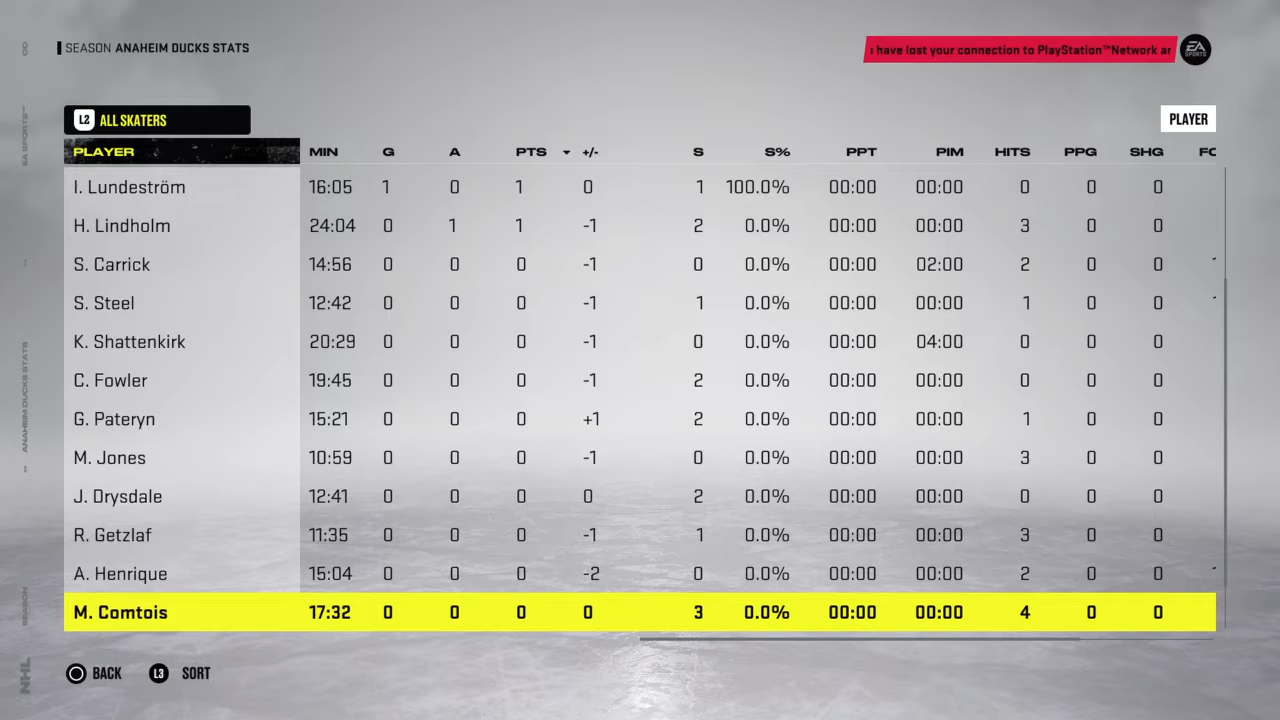 SEASON ANAHEIM DUCKS STATS
have lost your connection to PlayStation™Network
EA SPORTS
L2 ALL SKATERS
PLAYER
PLAYER MIN G A PTS +/- S S% PPT PIM HITS PPG SHG
I. Lundeström 16:05 1 0 1 0 1 100.0% 00:00 00:00 0 0 0
H. Lindholm 24:04 0 1 1 -1 2 0.0% 00:00 00:00 3 0 0
S. Carrick 14:56 0 0 0 -1 0 0.0% 00:00 02:00 2 0 0
S. Steel 12:42 0 0 0 -1 1 0.0% 00:00 00:00 1 0 0
K. Shattenkirk 20:29 0 0 0 -1 0 0.0% 00:00 04:00 0 0 0
C. Fowler 19:45 0 0 0 -1 2 0.0% 00:00 00:00 0 0 0
G. Pateryn 15:21 0 0 0 +1 2 0.0% 00:00 00:00 1 0 0
M. Jones 10:59 0 0 0 -1 0 0.0% 00:00 00:00 3 0 0
J. Drysdale 12:41 0 0 0 0 2 0.0% 00:00 00:00 0 0 0
R. Getzlaf 11:35 0 0 0 -1 1 0.0% 00:00 00:00 3 0 0
A. Henrique 15:04 0 0 0 -2 0 0.0% 00:00 00:00 2 0 0
M. Comtois 17:32 0 0 0 0 3 0.0% 00:00 00:00 4 0 0
BACK L3 SORT
EA SPORTS™
ANAHEIM DUCKS STATS
SEASON
NHL